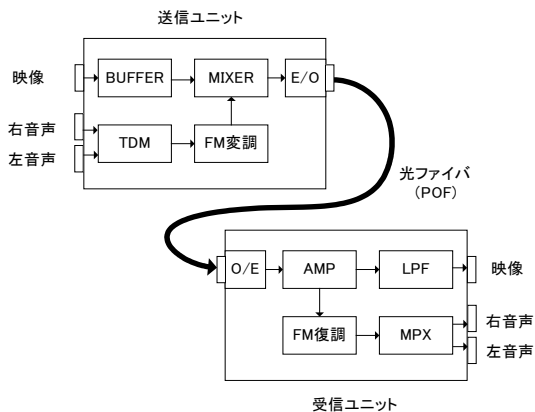 送信ユニット
映像
BUFFER
MIXER
E/O
右音声
左音声
TDM
FM変調
光ファイバ
(POF)
O/E
AMP
LPF
映像
FM復調
MPX
右音声
左音声
受信ユニット